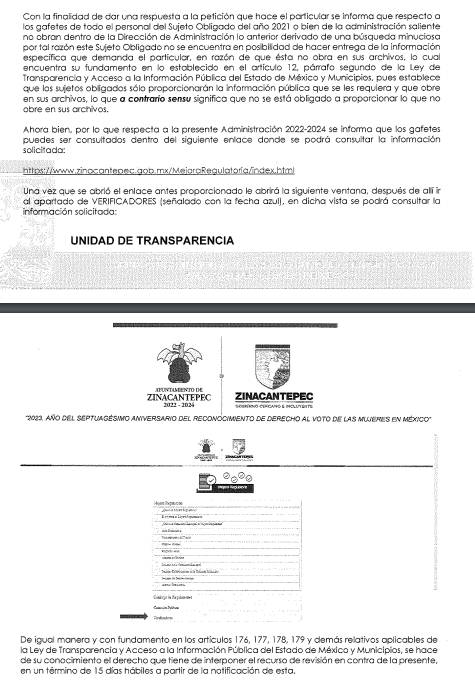 Con la finalidad de dar una respuesta a la petición que hace el particular se informa que respecto a
los gafetes de todo el personal del Sujeto Obligado del año 2021 o bien de la administración saliente
no obran dentro de la Dirección de Administración lo anterior derivado de una búsqueda minuciosa
por tal razón este Sujeto Obligado no se encuentra en posibilidad de hacer entrega de la información
específica que demanda el particular, en razón de que ésta no obra en sus archivos, lo cual
encuentra su fundamento en lo establecido en el artículo 12, párrafo segundo de la Ley de
Transparencia y Acceso a la Información Pública del Estado de México y Municipios, pues establece
que los sujetos obligados sólo proporcionarán la información pública que se les requiera y que obre
en sus archivos, lo que a contrario sensu significa que no se está obligado a proporcionar lo que no
obre en sus archivos.
Ahora bien, por lo que respecta a la presente Administración 2022-2024 se informa que los gafetes
puedes ser consultados dentro del siguiente enlace donde se podrá consultar la información
solicitada:
https://www.zinacantepec.gob.mx/MejoraRegulatoria/index.html
Una vez que se abrió el enlace antes proporcionado le abrirá la siguiente ventana, después de allí ir
al apartado de VERIFICADORES (señalado con la fecha azul), en dicha vista se podrá consultar la
información solicitada:
UNIDAD DE TRANSPARENCIA
AYUNTAMIENTO DE
ZINACANTEPEC
2022 - 2024
ZINACANTEPEC
GOBIERNO CERCANO E INCLUYENTE
"2023. AÑO DEL SEPTUAGÉSIMO ANIVERSARIO DEL RECONOCIMIENTO DE DERECHO AL VOTO DE LAS MUJERES EN MÉXICO"
ZINACANTEPEC
Mejora Regulatoria
Mejora Regulatoria
De igual manera y con fundamento en los artículos 176, 177, 178, 179 y demás relativos aplicables de
la Ley de Transparencia y Acceso a la Información Pública del Estado de México y Municipios, se hace
de su conocimiento el derecho que tiene de interponer el recurso de revisión en contra de la presente,
en un término de 15 días hábiles a partir de la notificación de esta.